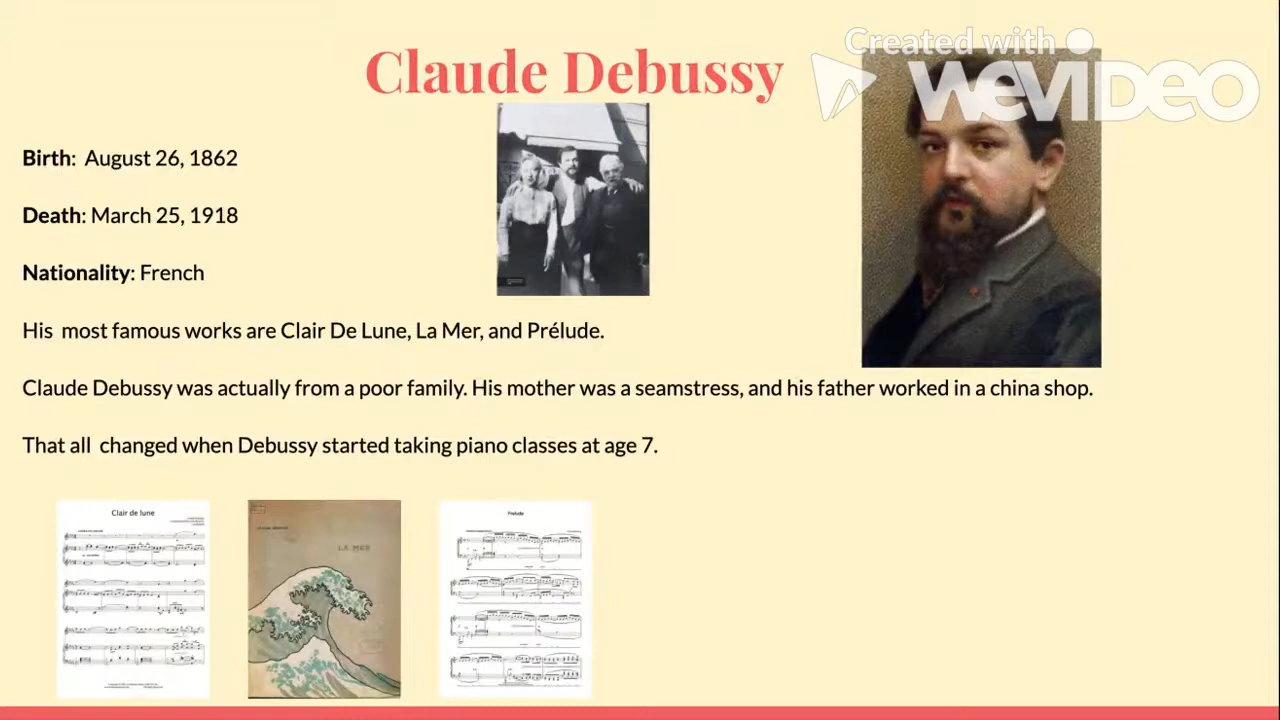 Created with
WEVIDEO
Claude Debussy
Birth: August 26, 1862
Death: March 25, 1918
Nationality: French
His most famous works are Clair De Lune, La Mer, and Prélude.
Claude Debussy was actually from a poor family. His mother was a seamstress, and his father worked in a china shop.
That all changed when Debussy started taking piano classes at age 7.
Clair de lune
LA MER
Prelude